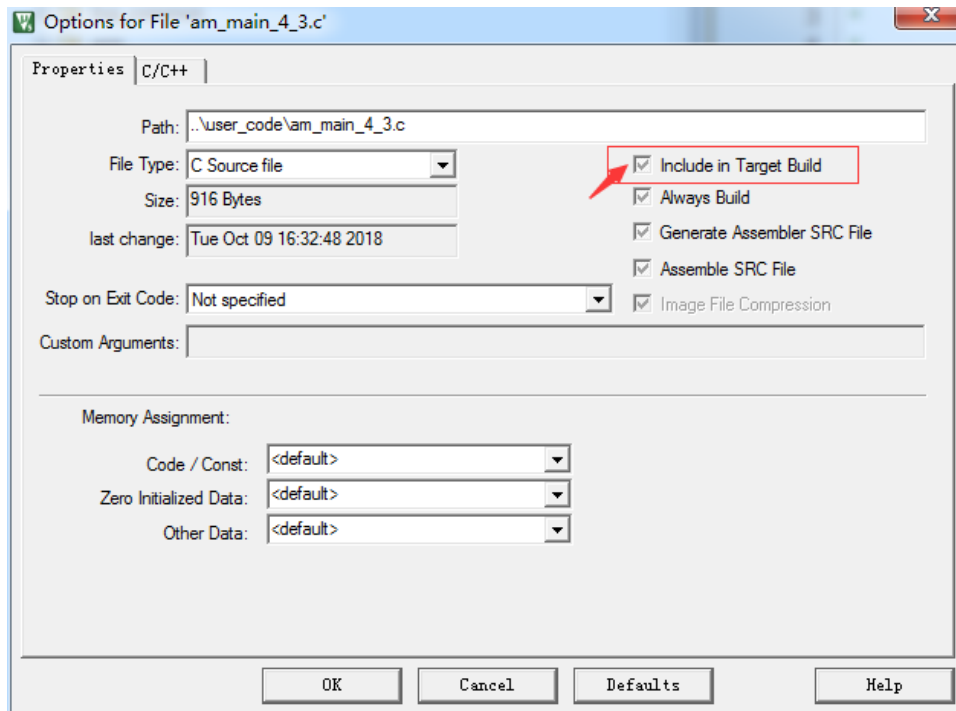 Options for File 'am_main_4_3.c'
Properties
C/C++
Path: ..\user_code\am_main_4_3.c
File Type: C Source file
Include in Target Build
Size: 916 Bytes
Always Build
last change: Tue Oct 09 16:32:48 2018
Generate Assembler SRC File
Assemble SRC File
Stop on Exit Code: Not specified
Image File Compression
Custom Arguments:
Memory Assignment:
Code / Const: <default>
Zero Initialized Data: <default>
Other Data: <default>
OK
Cancel
Defaults
Help